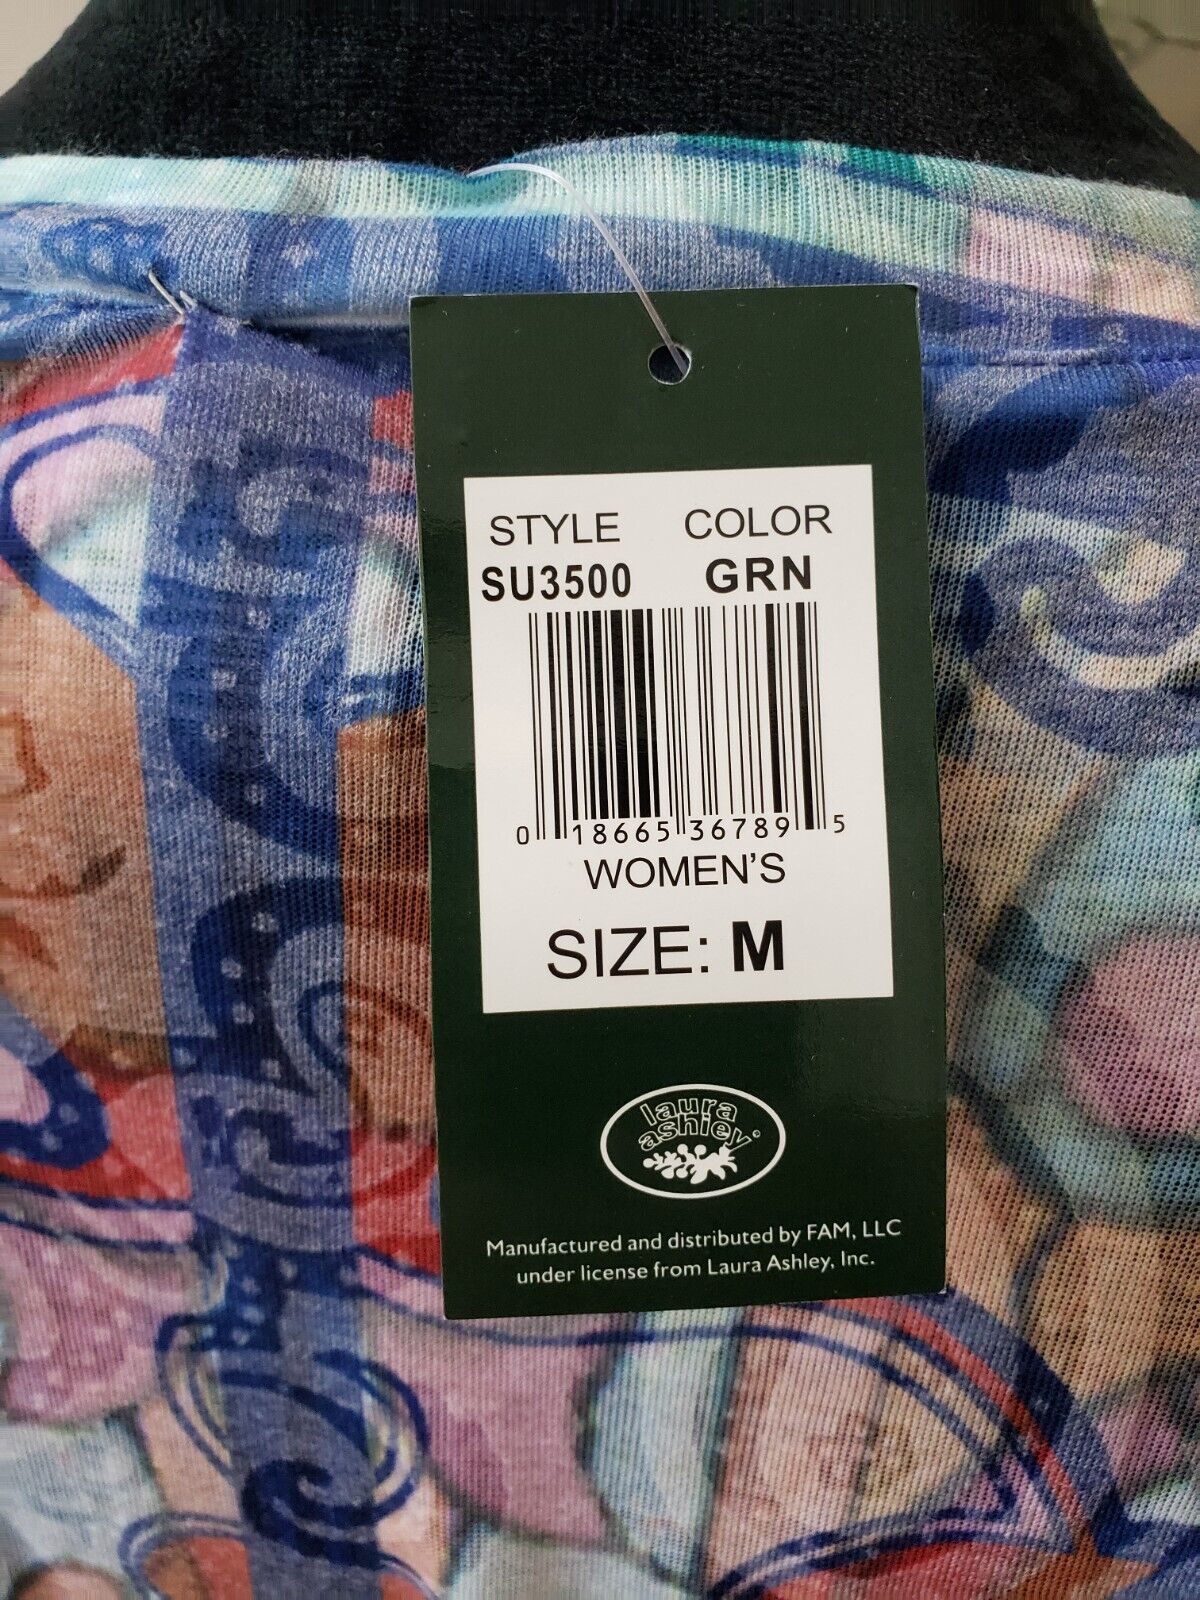 STYLE COLOR
SU3500 GRN
0 18665 36789 5
WOMEN'S
SIZE: M
laura
ashley®
Manufactured and distributed by FAM, LLC
under license from Laura Ashley, Inc.